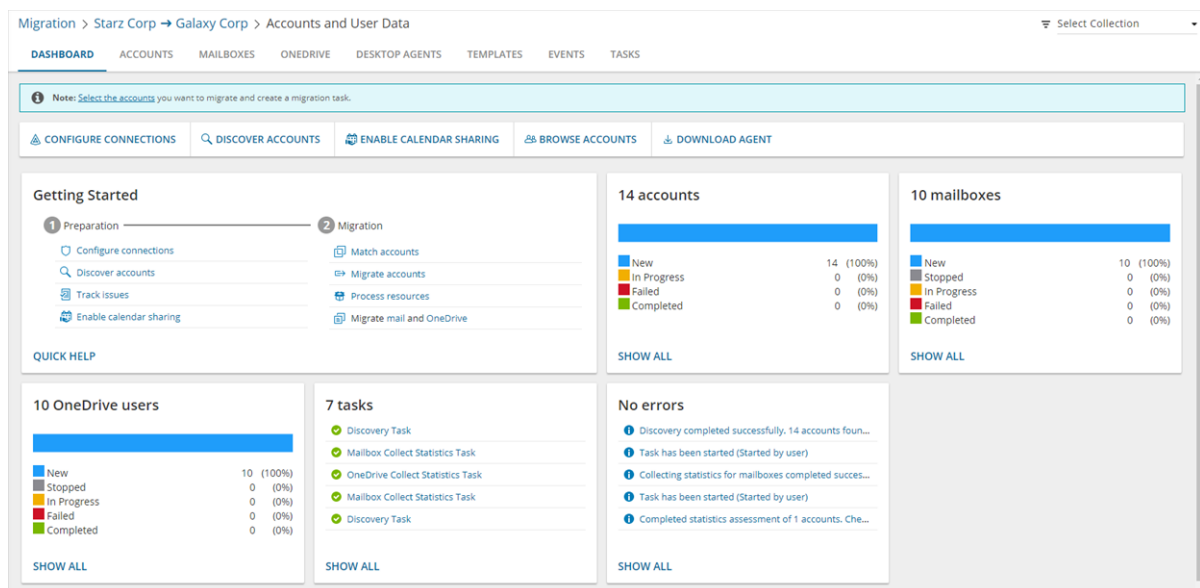 Migration > Starz Corp → Galaxy Corp > Accounts and User Data
Select Collection
DASHBOARD ACCOUNTS MAILBOXES ONEDRIVE DESKTOP AGENTS TEMPLATES EVENTS TASKS
Note: Select the accounts you want to migrate and create a migration task.
CONFIGURE CONNECTIONS DISCOVER ACCOUNTS ENABLE CALENDAR SHARING BROWSE ACCOUNTS DOWNLOAD AGENT
Getting Started
1 Preparation
Configure connections
Discover accounts
Track issues
Enable calendar sharing
2 Migration
Match accounts
Migrate accounts
Process resources
Migrate mail and OneDrive
QUICK HELP
14 accounts
New 14 (100%)
In Progress 0 (0%)
Failed 0 (0%)
Completed 0 (0%)
SHOW ALL
10 mailboxes
New 10 (100%)
Stopped 0 (0%)
In Progress 0 (0%)
Failed 0 (0%)
Completed 0 (0%)
SHOW ALL
10 OneDrive users
New 10 (100%)
Stopped 0 (0%)
In Progress 0 (0%)
Failed 0 (0%)
Completed 0 (0%)
SHOW ALL
7 tasks
Discovery Task
Mailbox Collect Statistics Task
OneDrive Collect Statistics Task
Mailbox Collect Statistics Task
Discovery Task
SHOW ALL
No errors
Discovery completed successfully. 14 accounts foun...
Task has been started (Started by user)
Collecting statistics for mailboxes completed succes...
Task has been started (Started by user)
Completed statistics assessment of 1 accounts. Che...
SHOW ALL